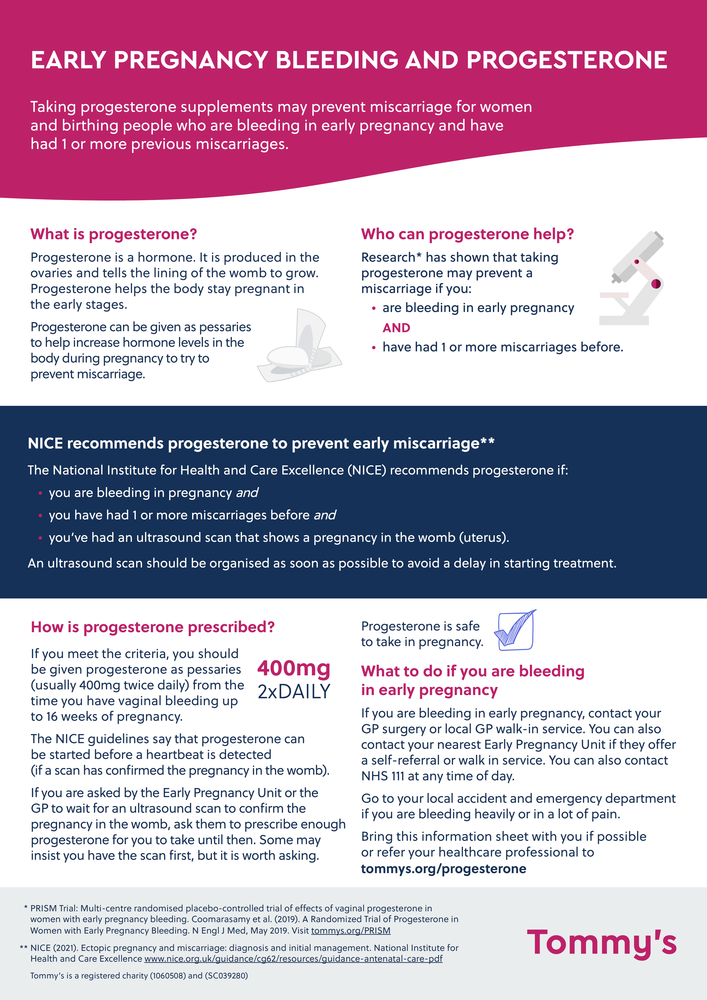 EARLY PREGNANCY BLEEDING AND PROGESTERONE
Taking progesterone supplements may prevent miscarriage for women
and birthing people who are bleeding in early pregnancy and have
had 1 or more previous miscarriages.
What is progesterone?
Progesterone is a hormone. It is produced in the
ovaries and tells the lining of the womb to grow.
Progesterone helps the body stay pregnant in
the early stages.
Progesterone can be given as pessaries
to help increase hormone levels in the
body during pregnancy to try to
prevent miscarriage.
Who can progesterone help?
Research* has shown that taking
progesterone may prevent a
miscarriage if you:
• are bleeding in early pregnancy
AND
• have had 1 or more miscarriages before.
NICE recommends progesterone to prevent early miscarriage**
The National Institute for Health and Care Excellence (NICE) recommends progesterone if:
• you are bleeding in pregnancy and
• you have had 1 or more miscarriages before and
• you've had an ultrasound scan that shows a pregnancy in the womb (uterus).
An ultrasound scan should be organised as soon as possible to avoid a delay in starting treatment.
How is progesterone prescribed?
If you meet the criteria, you should
be given progesterone as pessaries
(usually 400mg twice daily) from the
time you have vaginal bleeding up
to 16 weeks of pregnancy.
400mg
2xDAILY
The NICE guidelines say that progesterone can
be started before a heartbeat is detected
(if a scan has confirmed the pregnancy in the womb).
If you are asked by the Early Pregnancy Unit or the
GP to wait for an ultrasound scan to confirm the
pregnancy in the womb, ask them to prescribe enough
progesterone for you to take until then. Some may
insist you have the scan first, but it is worth asking.
Progesterone is safe
to take in pregnancy.
What to do if you are bleeding
in early pregnancy
If you are bleeding in early pregnancy, contact your
GP surgery or local GP walk-in service. You can also
contact your nearest Early Pregnancy Unit if they offer
a self-referral or walk in service. You can also contact
NHS 111 at any time of day.
Go to your local accident and emergency department
if you are bleeding heavily or in a lot of pain.
Bring this information sheet with you if possible
or refer your healthcare professional to
tommys.org/progesterone
* PRISM Trial: Multi-centre randomised placebo-controlled trial of effects of vaginal progesterone in
women with early pregnancy bleeding. Coomarasamy et al. (2019). A Randomized Trial of Progesterone in
Women with Early Pregnancy Bleeding. N Engl J Med, May 2019. Visit tommys.org/PRISM
** NICE (2021). Ectopic pregnancy and miscarriage: diagnosis and initial management. National Institute for
Health and Care Excellence www.nice.org.uk/guidance/cg62/resources/guidance-antenatal-care-pdf
Tommy's is a registered charity (1060508) and (SC039280)
Tommy's